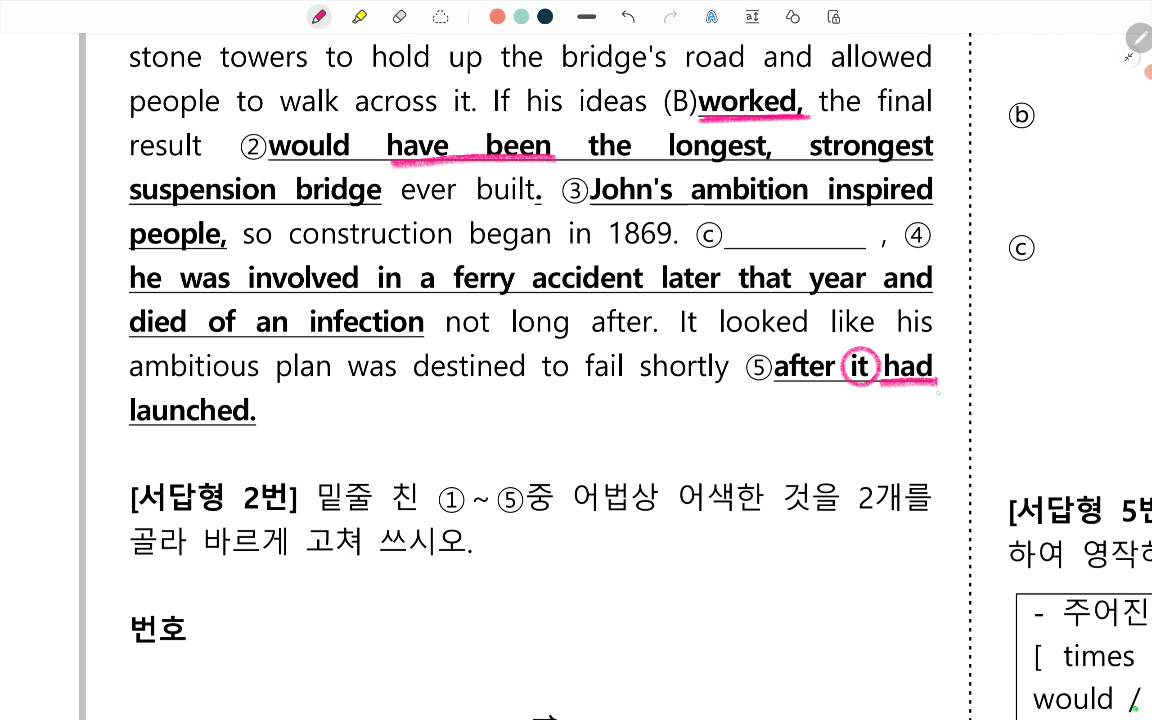 stone towers to hold up the bridge's road and allowed
people to walk across it. If his ideas (B)worked, the final
result ②would have been the longest, strongest
suspension bridge ever built. ③John's ambition inspired
people, so construction began in 1869. ⓒ__________ , ④
he was involved in a ferry accident later that year and
died of an infection not long after. It looked like his
ambitious plan was destined to fail shortly ⑤after it had
launched.
[서답형 2번] 밑줄 친 ①~⑤중 어법상 어색한 것을 2개를
골라 바르게 고쳐 쓰시오.
번호
ⓑ
ⓒ
[서답형 5번
하여 영작하
- 주어진
[ times
would /